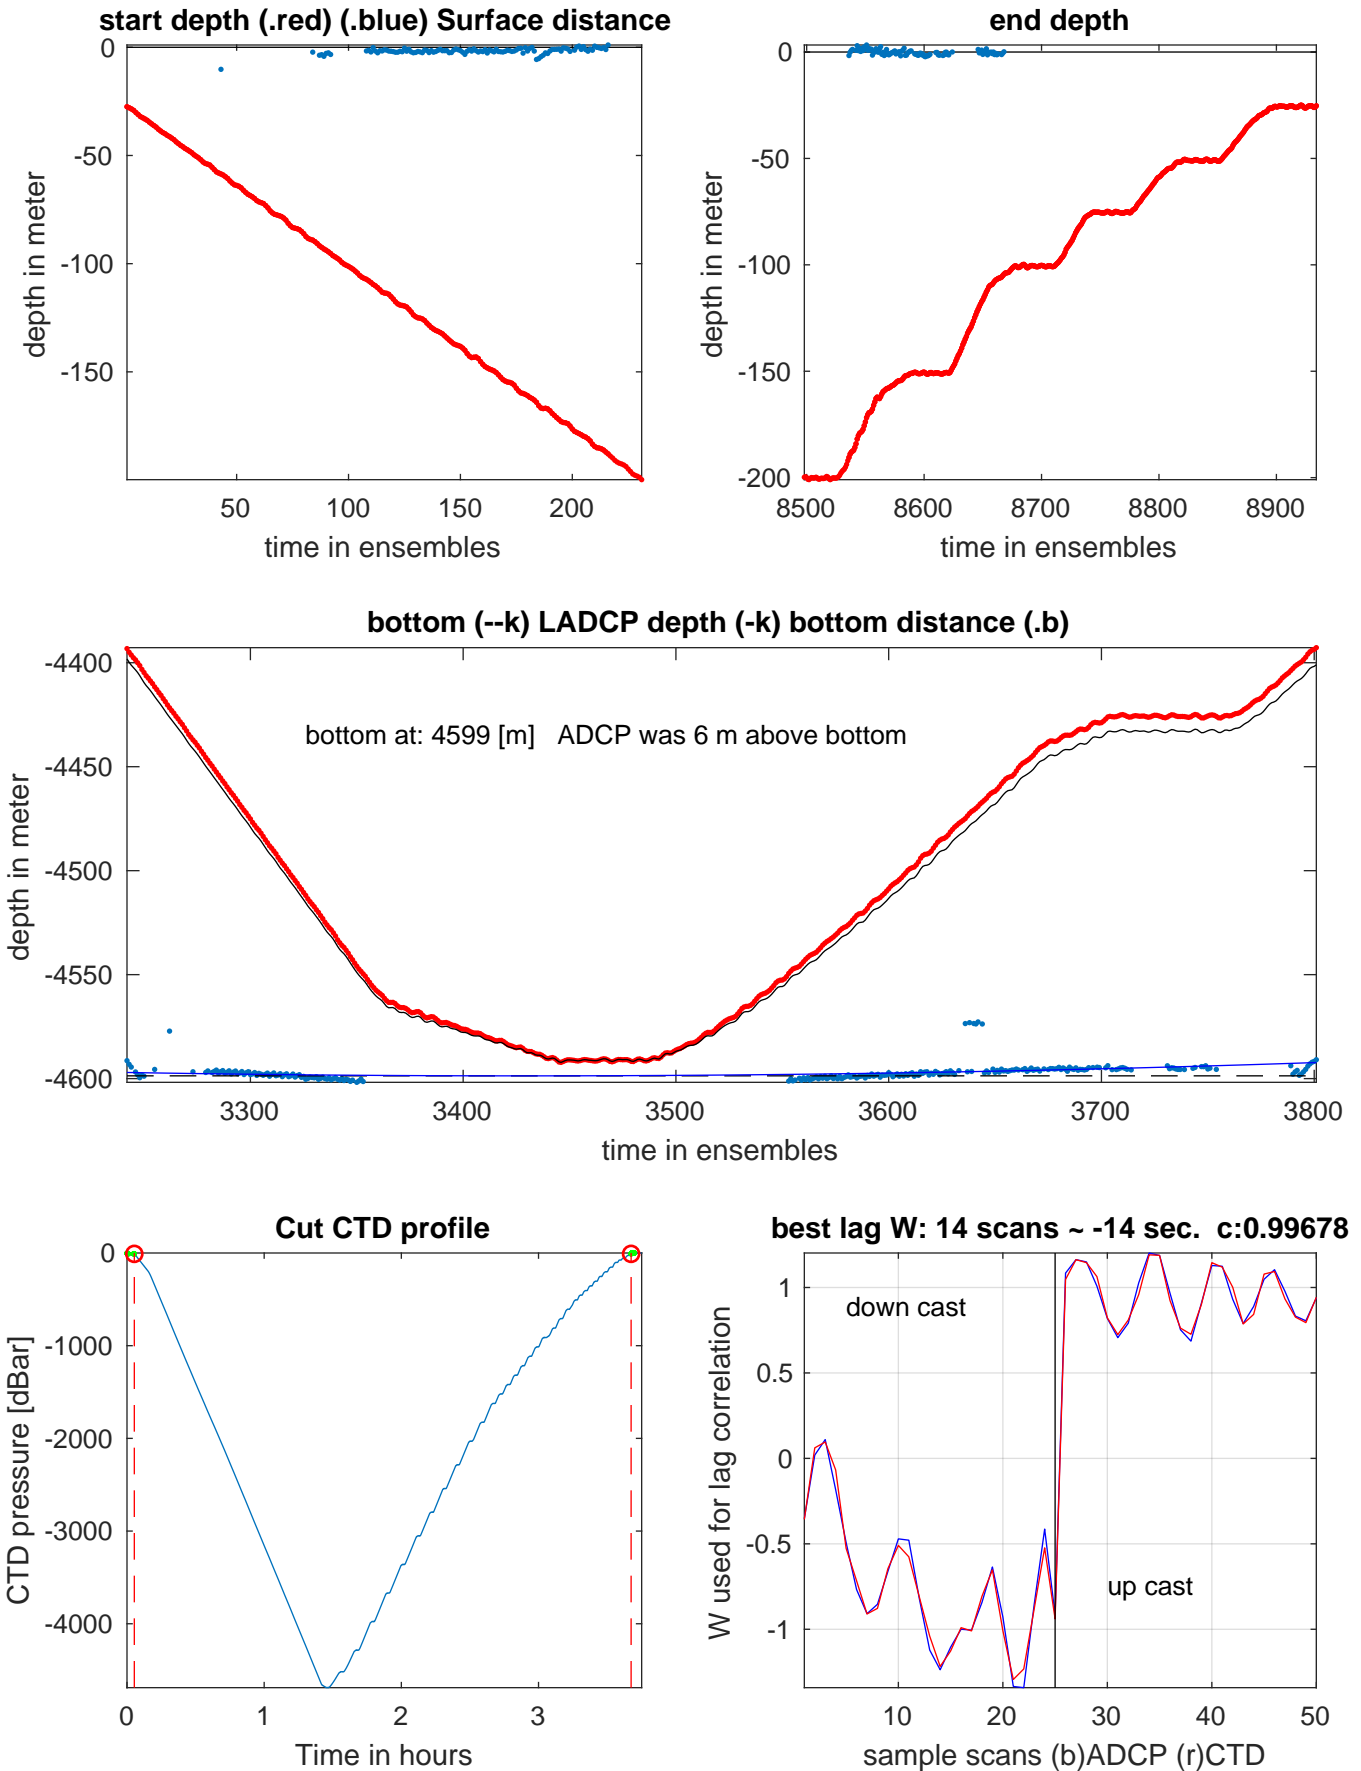 start depth (.red) (.blue) Surface distance
end depth
0
-50
-100
-150
depth in meter
50 100 150 200
time in ensembles
0
-50
-100
-150
-200
depth in meter
8500 8600 8700 8800 8900
time in ensembles
bottom (--k) LADCP depth (-k) bottom distance (.b)
-4400
-4450
-4500
-4550
-4600
depth in meter
bottom at: 4599 [m] ADCP was 6 m above bottom
3300 3400 3500 3600 3700 3800
time in ensembles
Cut CTD profile
0
-1000
-2000
-3000
-4000
CTD pressure [dBar]
0 1 2 3
Time in hours
best lag W: 14 scans ~ -14 sec. c:0.99678
1
0.5
0
-0.5
-1
W used for lag correlation
down cast
up cast
10 20 30 40 50
sample scans (b)ADCP (r)CTD